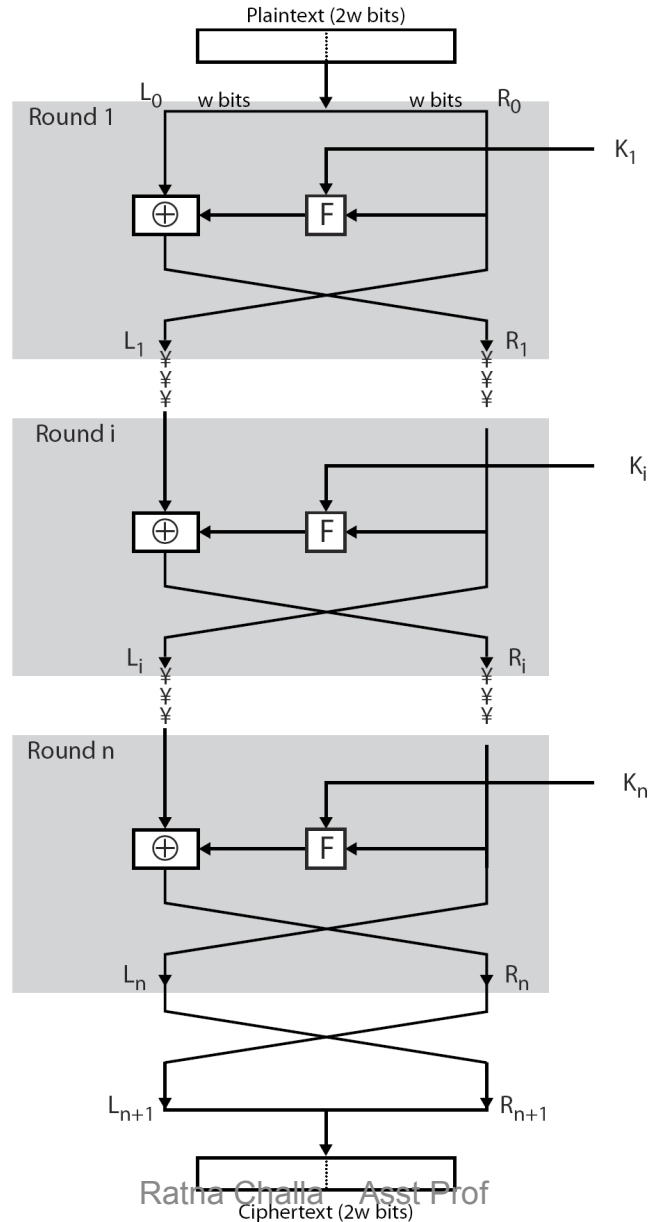 Plaintext (2w bits)
L0 w bits w bits R0
Round 1
K1
⊕ F
L1 R1
¥ ¥
¥ ¥
¥ ¥
Round i
Ki
⊕ F
Li Ri
¥ ¥
¥ ¥
¥ ¥
Round n
Kn
⊕ F
Ln Rn
Ln+1 Rn+1
Ratna Challa Asst Prof
Ciphertext (2w bits)